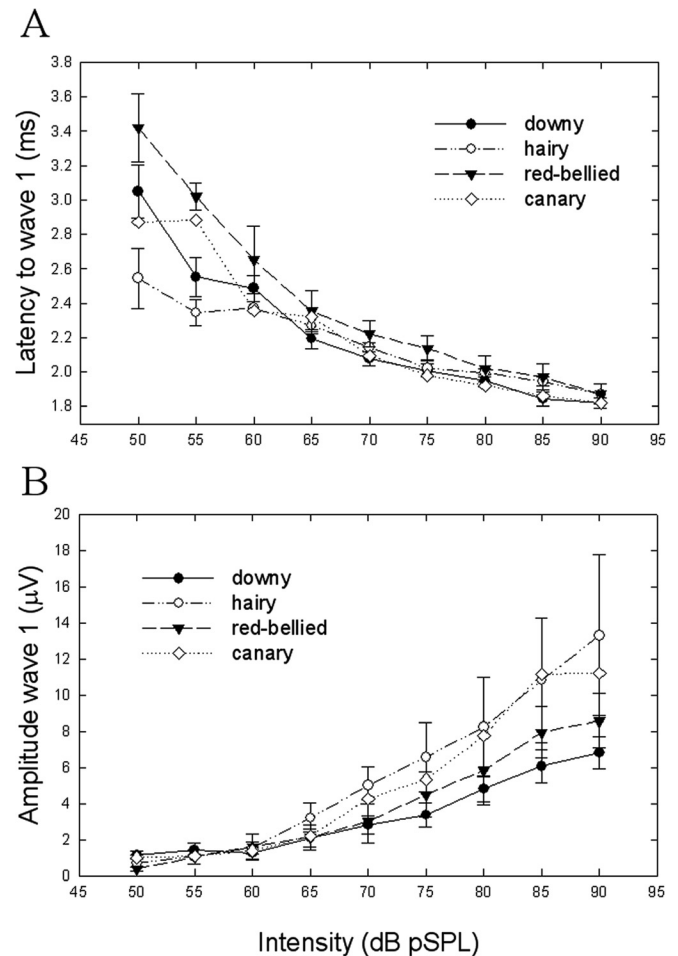 A
Latency to wave 1 (ms)
3.8
3.6
3.4
3.2
3.0
2.8
2.6
2.4
2.2
2.0
1.8
downy
hairy
red-bellied
canary
45 50 55 60 65 70 75 80 85 90 95
B
Amplitude wave 1 (μV)
20
18
16
14
12
10
8
6
4
2
0
downy
hairy
red-bellied
canary
45 50 55 60 65 70 75 80 85 90 95
Intensity (dB pSPL)